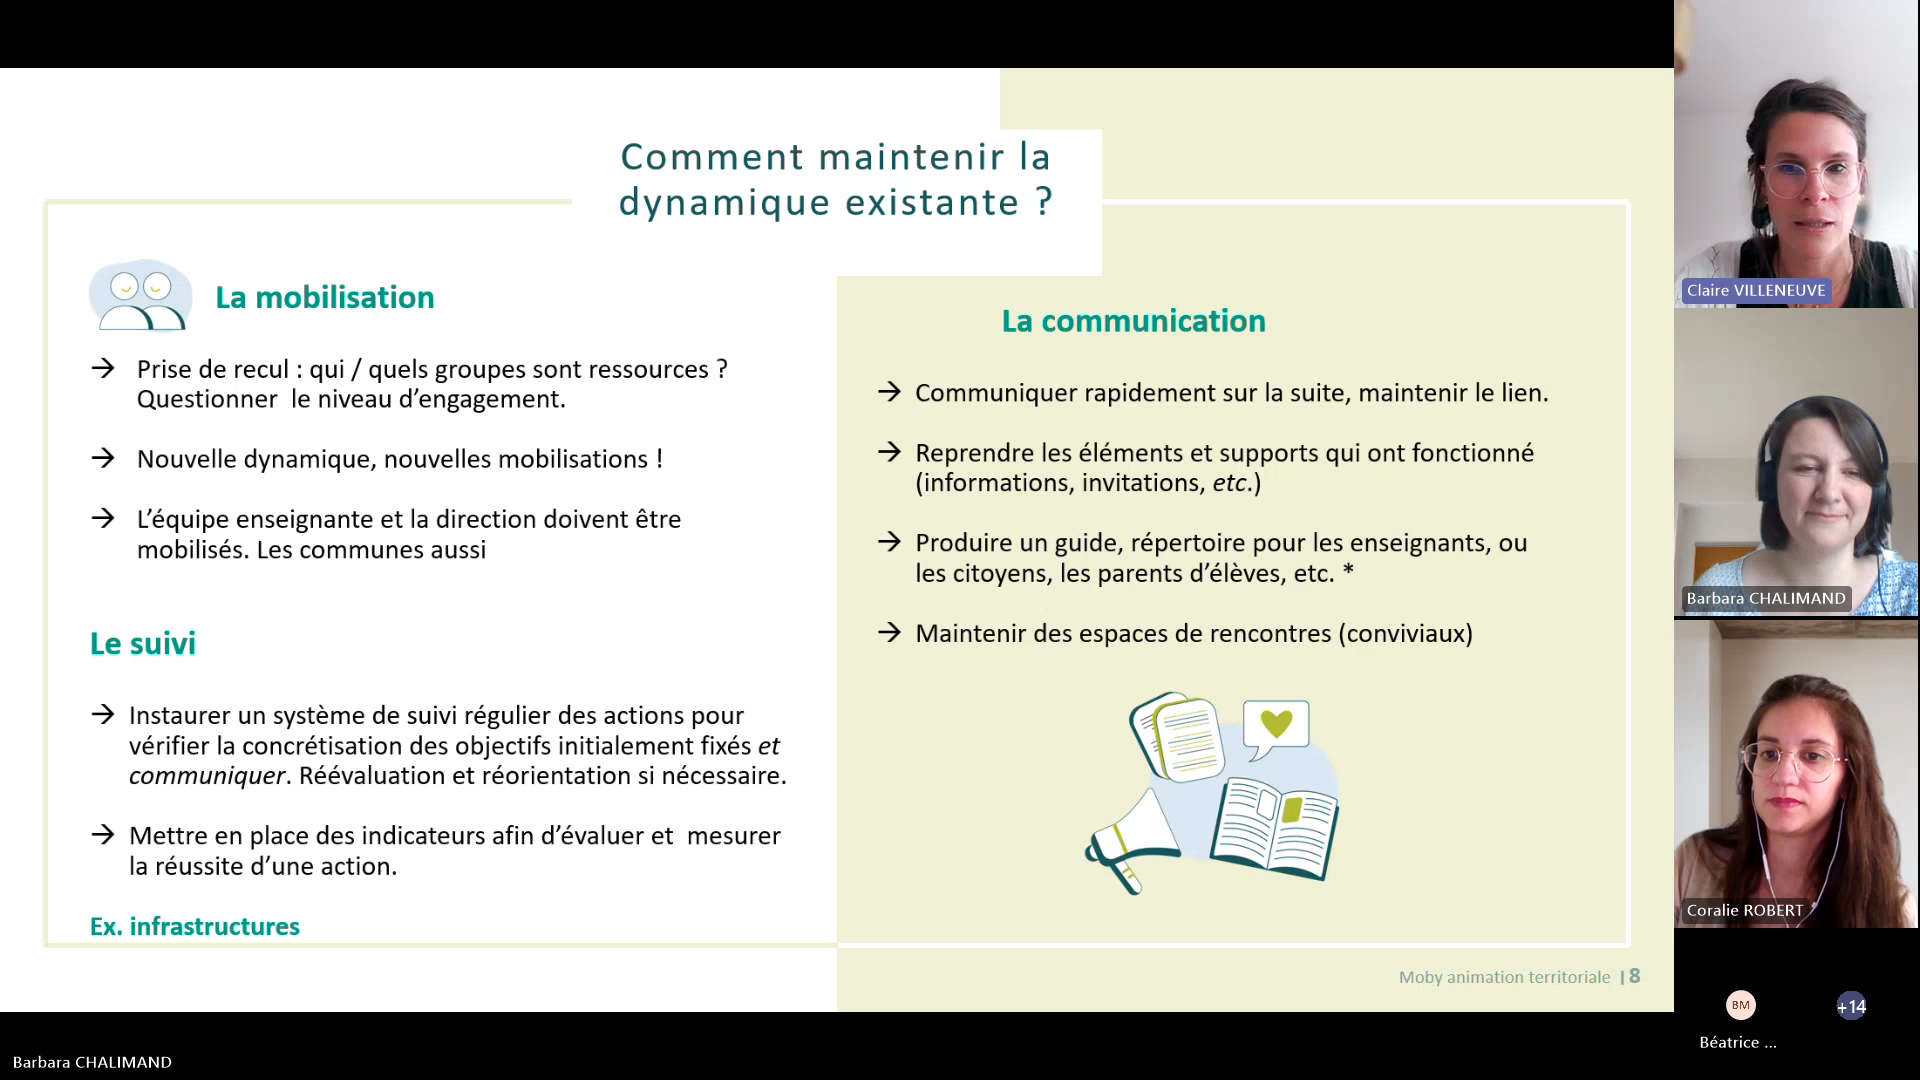 Comment maintenir la
dynamique existante ?
La mobilisation
→ Prise de recul : qui / quels groupes sont ressources ?
Questionner le niveau d’engagement.
→ Nouvelle dynamique, nouvelles mobilisations !
→ L’équipe enseignante et la direction doivent être
mobilisés. Les communes aussi
Le suivi
→ Instaurer un système de suivi régulier des actions pour
vérifier la concrétisation des objectifs initialement fixés et
communiquer. Réévaluation et réorientation si nécessaire.
→ Mettre en place des indicateurs afin d’évaluer et mesurer
la réussite d’une action.
Ex. infrastructures
La communication
→ Communiquer rapidement sur la suite, maintenir le lien.
→ Reprendre les éléments et supports qui ont fonctionné
(informations, invitations, etc.)
→ Produire un guide, répertoire pour les enseignants, ou
les citoyens, les parents d’élèves, etc. *
→ Maintenir des espaces de rencontres (conviviaux)
Moby animation territoriale | 8
Claire VILLENEUVE
Barbara CHALIMAND
Coralie ROBERT
BM
+14
Béatrice ...
Barbara CHALIMAND